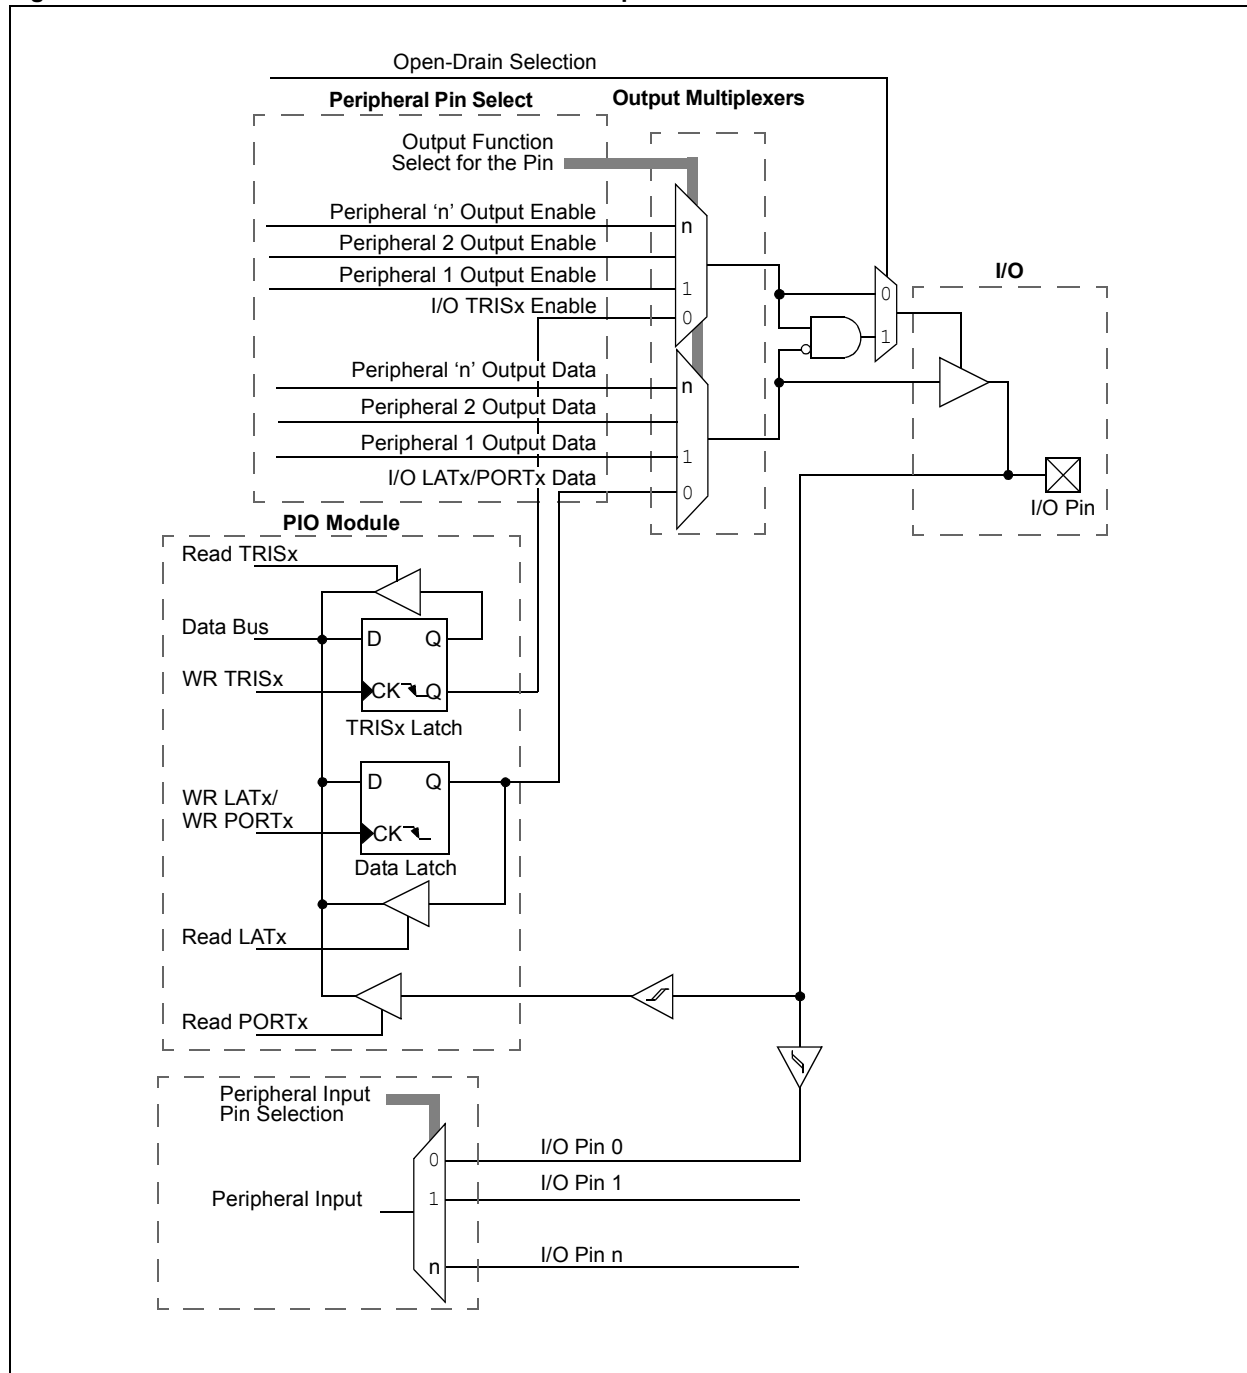 Open-Drain Selection
Peripheral Pin Select
Output Multiplexers
Output Function
Select for the Pin
Peripheral ‘n’ Output Enable
n
Peripheral 2 Output Enable
Peripheral 1 Output Enable
1
I/O TRISx Enable
0
I/O
0
1
Peripheral ‘n’ Output Data
n
Peripheral 2 Output Data
Peripheral 1 Output Data
1
I/O LATx/PORTx Data
0
I/O Pin
PIO Module
Read TRISx
Data Bus
D Q
WR TRISx
CK Q
TRISx Latch
D Q
WR LATx/
WR PORTx
CK
Data Latch
Read LATx
Read PORTx
Peripheral Input
Pin Selection
0
I/O Pin 0
Peripheral Input
1
I/O Pin 1
n
I/O Pin n